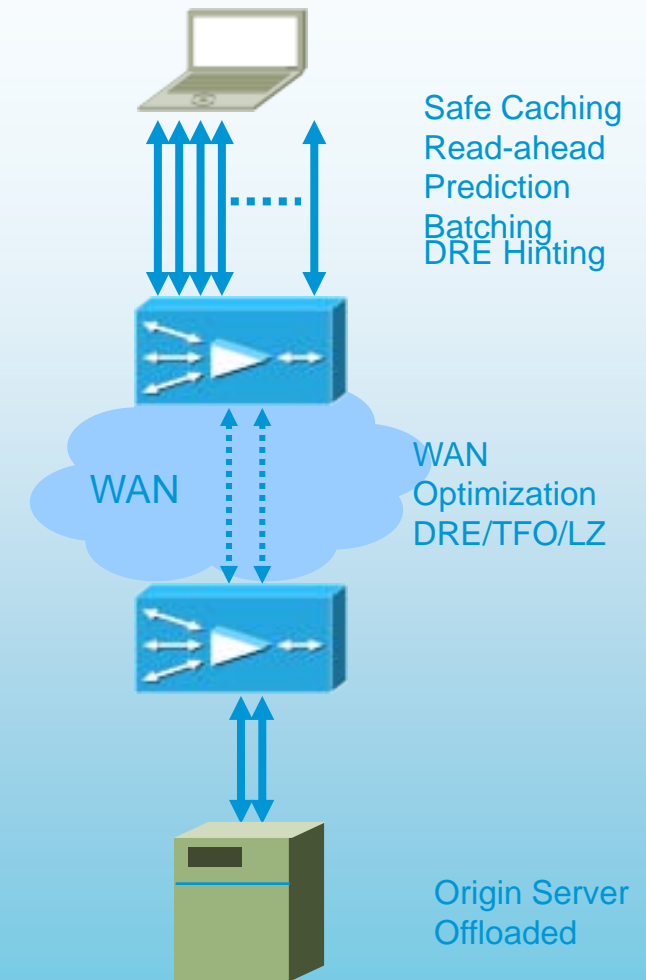 Safe Caching
Read-ahead
Prediction
Batching
DRE Hinting
WAN
WAN
Optimization
DRE/TFO/LZ
Origin Server
Offloaded